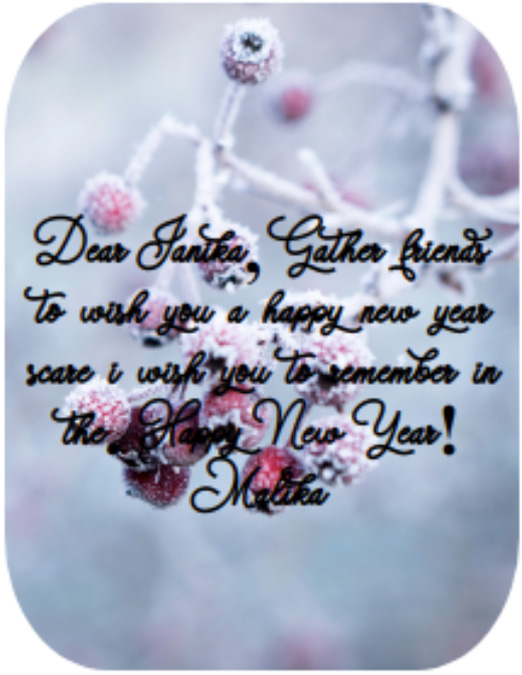 Dear Janika, Gather friends
to wish you a happy new year
scare i wish you to remember in
the. Happy New Year!
Malika